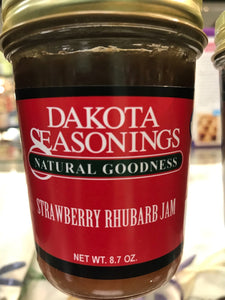 DAKOTA
& SEASONINGS
NATURAL GOODNESS
STRAWBERRY RHUBARB JAM
NET WT. 8.7 OZ.